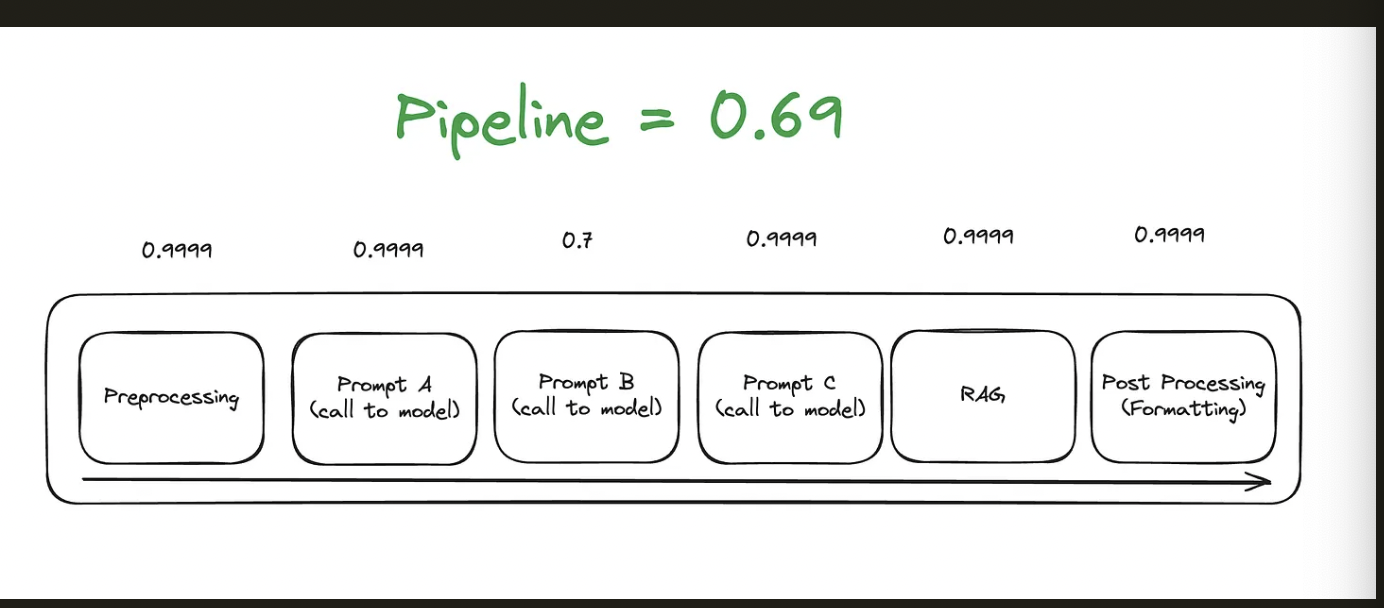 Pipeline = 0.69
0.9999
0.9999
0.7
0.9999
0.9999
0.9999
Preprocessing
Prompt A
(call to model)
Prompt B
(call to model)
Prompt C
(call to model)
RAG
Post Processing
(Formatting)